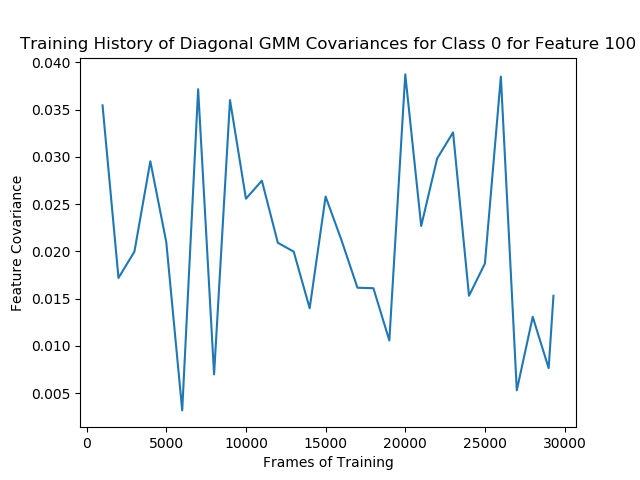 Training History of Diagonal GMM Covariances for Class 0 for Feature 100
0.040
0.035
0.030
0.025
0.020
0.015
0.010
0.005
Feature Covariance
0 5000 10000 15000 20000 25000 30000
Frames of Training